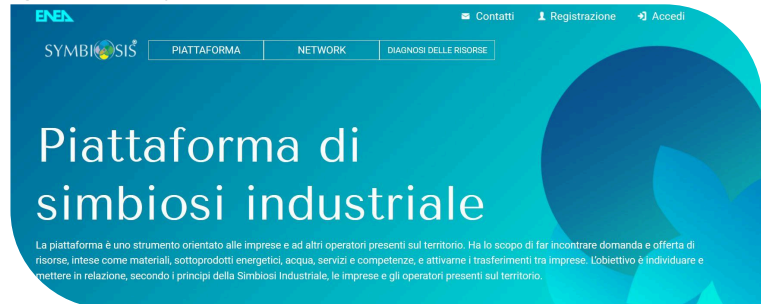 ENEA
Contatti Registrazione Accedi
SYMBIOSIS® PIATTAFORMA NETWORK DIAGNOSI DELLE RISORSE
Piattaforma di
simbiosi industriale
La piattaforma è uno strumento orientato alle imprese e ad altri operatori presenti sul territorio. Ha lo scopo di far incontrare domanda e offerta di
risorse, intese come materiali, sottoprodotti energetici, acqua, servizi e competenze, e attivarne i trasferimenti tra imprese. L'obiettivo è individuare e
mettere in relazione, secondo i principi della Simbiosi Industriale, le imprese e gli operatori presenti sul territorio.